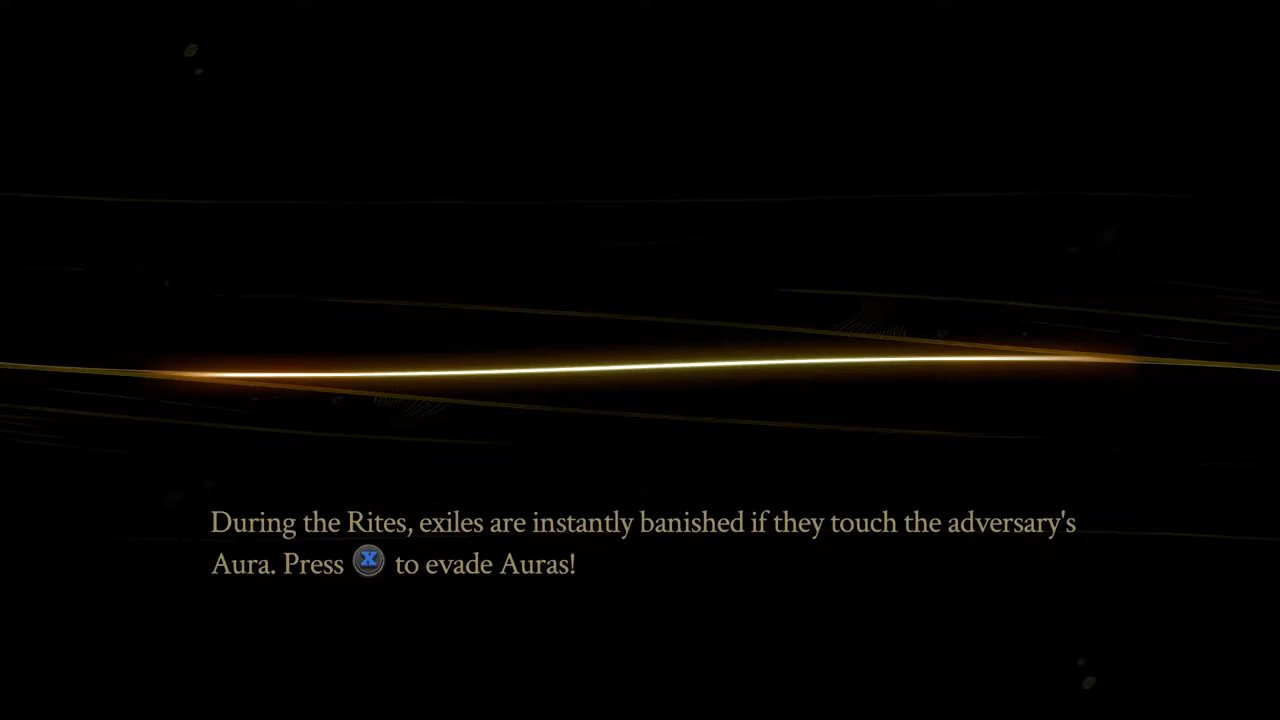 During the Rites, exiles are instantly banished if they touch the adversary's
Aura. Press X to evade Auras!